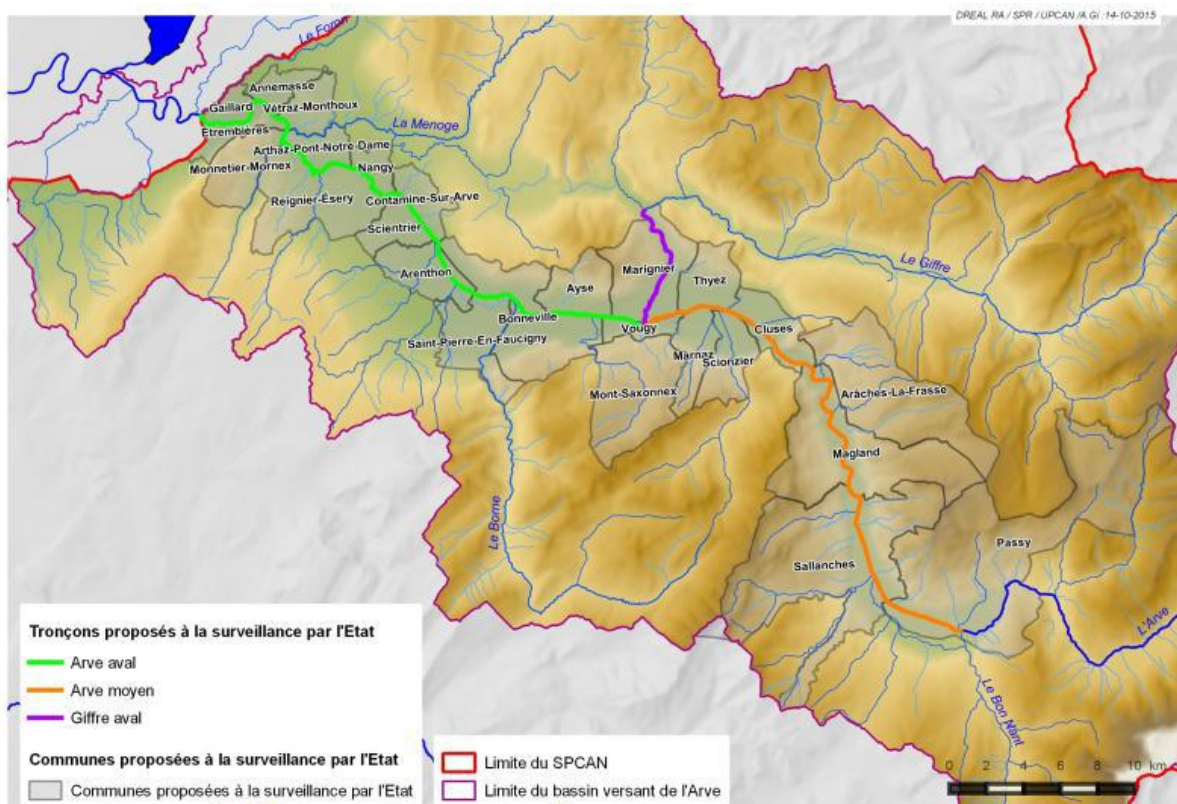 DREAL RA / SPR / UPCAN /A.Gi :14-10-2015
Le Foron
Annemasse
Gaillard
Vétraz-Monthoux
Étrembières
La Menoge
Arthaz-Pont-Notre-Dame
Monnetier-Mornex
Nangy
Reignier-Ésery
Contamine-Sur-Arve
Scientrier
Arenthon
Marignier
Le Giffre
Ayse
Thyez
Bonneville
Vougy
Cluses
Saint-Pierre-En-Faucigny
Marnaz
Scionzier
Mont-Saxonnex
Arâches-La-Frasse
Magland
Le Borne
Passy
Sallanches
L'Arve
Le Bon Nant
Tronçons proposés à la surveillance par l'Etat
Arve aval
Arve moyen
Giffre aval
Communes proposées à la surveillance par l'Etat
Communes proposées à la surveillance par l'Etat
Limite du SPCAN
Limite du bassin versant de l'Arve
0 2 4 6 8 10 km